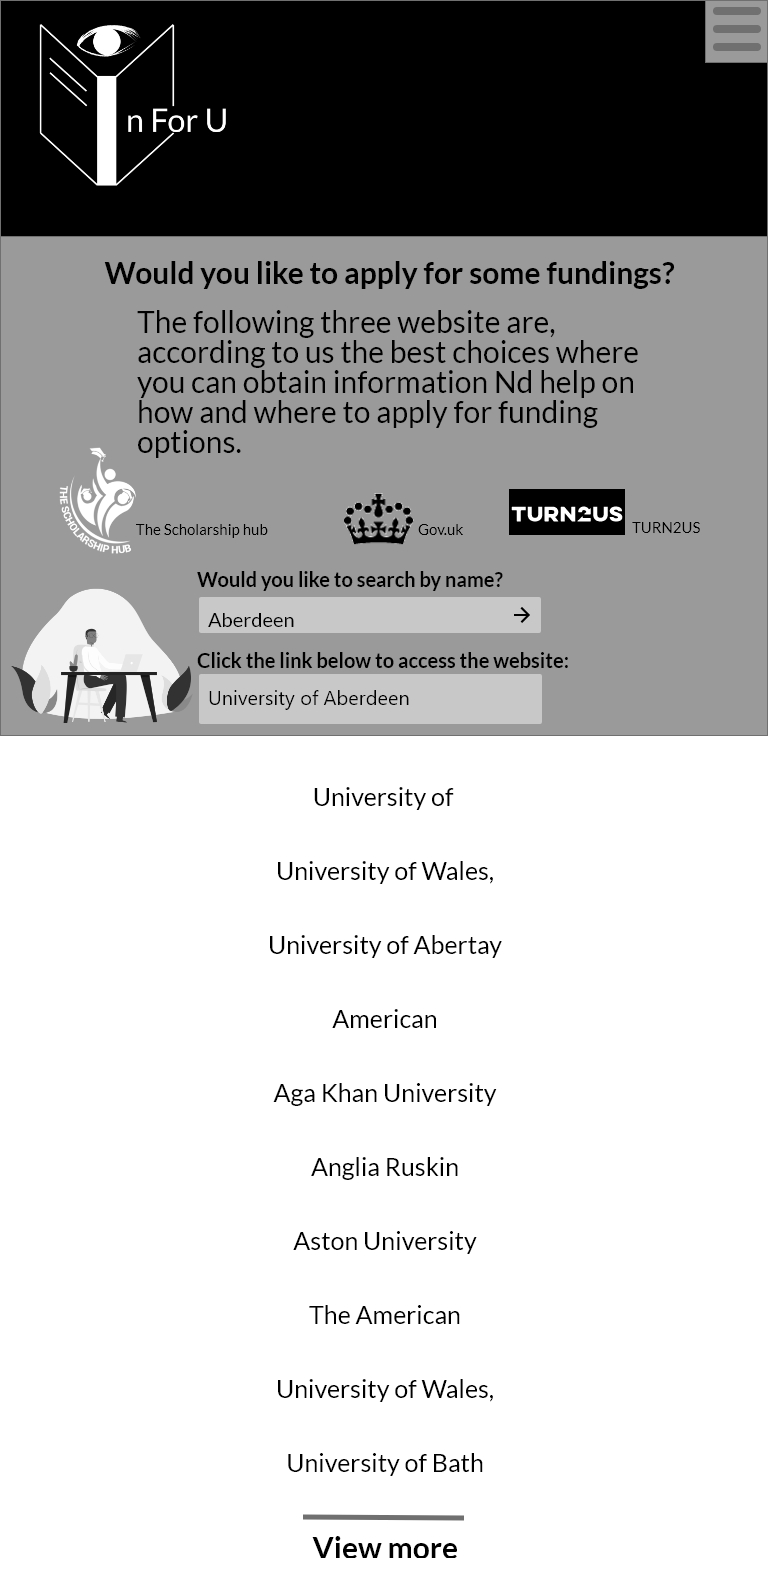 n For U
Would you like to apply for some fundings?
The following three website are,
according to us the best choices where
you can obtain information Nd help on
how and where to apply for funding
options.
THE SCHOLARSHIP HUB
The Scholarship hub
Gov.uk
TURN2US
TURN2US
Would you like to search by name?
Aberdeen
Click the link below to access the website:
University of Aberdeen
University of
University of Wales,
University of Abertay
American
Aga Khan University
Anglia Ruskin
Aston University
The American
University of Wales,
University of Bath
View more